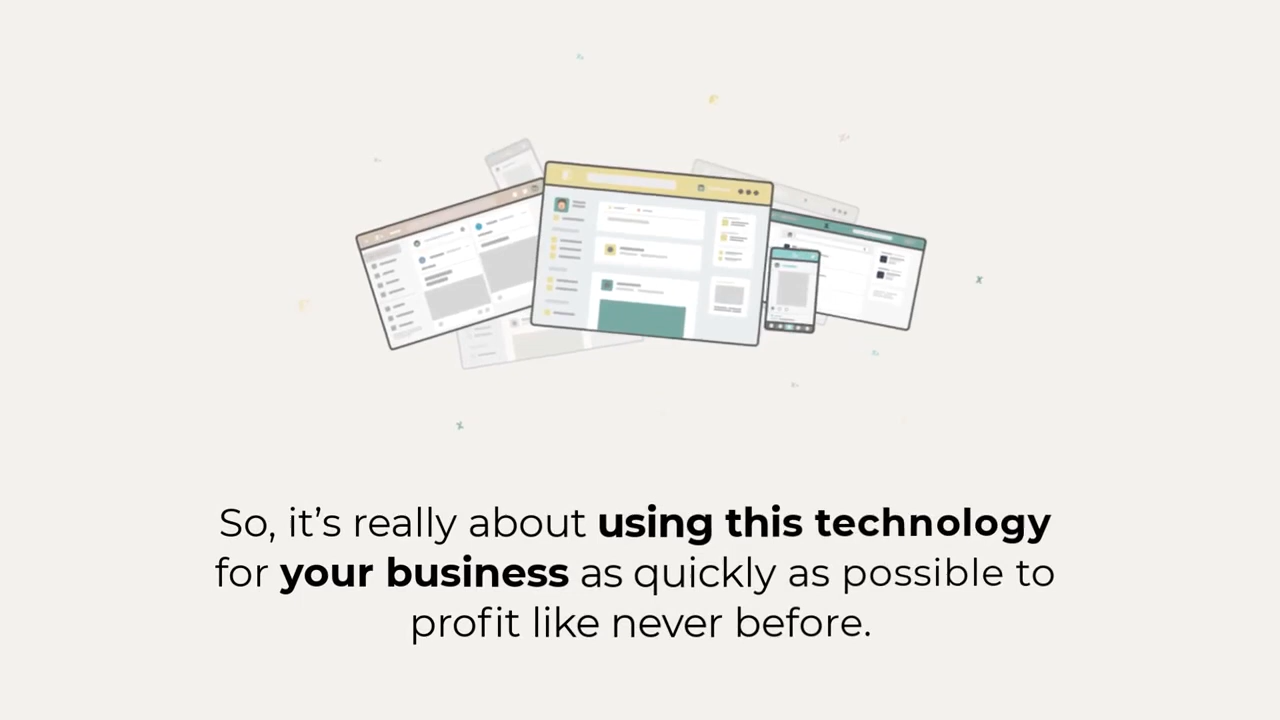 So, it’s really about using this technology
for your business as quickly as possible to
profit like never before.